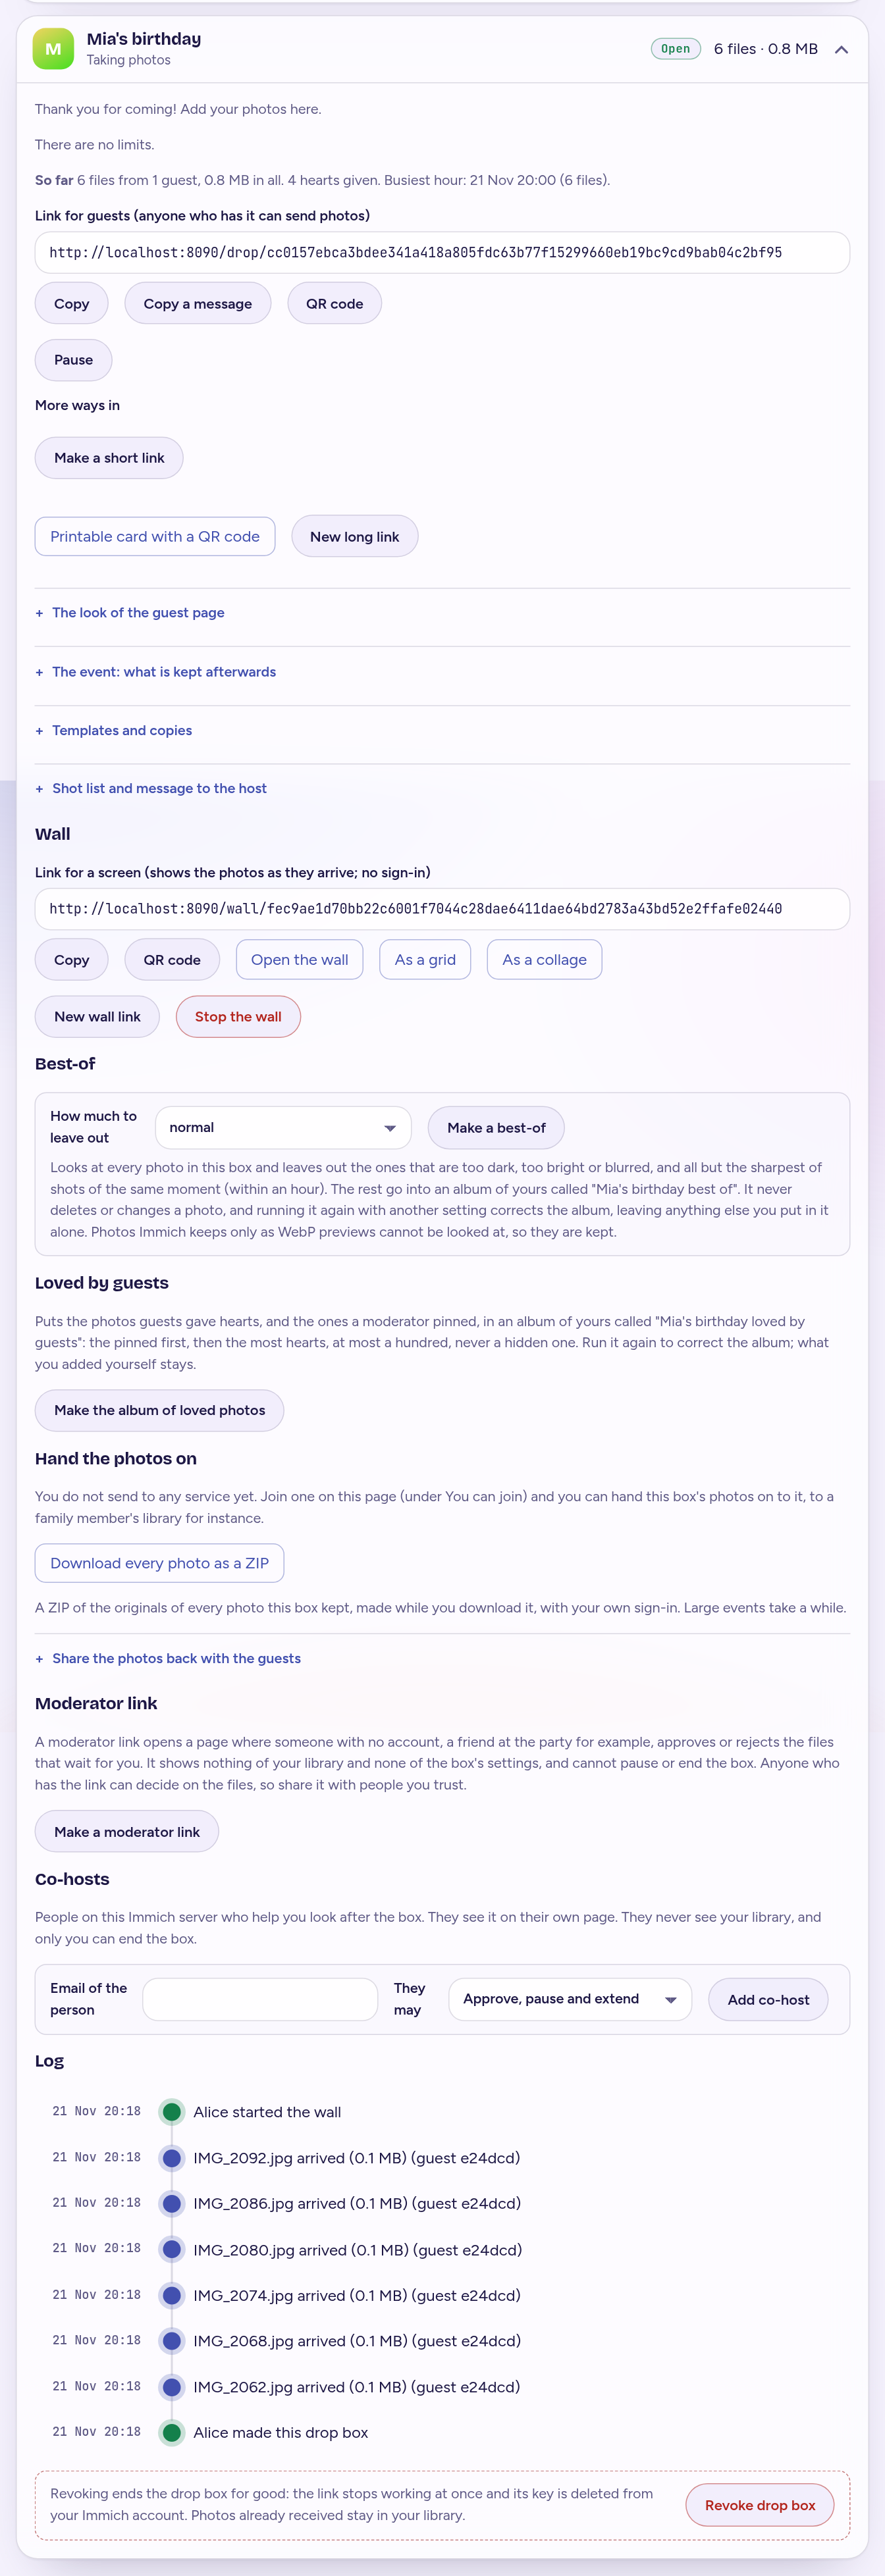 M
Mia's birthday
Taking photos
Open
6 files · 0.8 MB
Thank you for coming! Add your photos here.
There are no limits.
So far 6 files from 1 guest, 0.8 MB in all. 4 hearts given. Busiest hour: 21 Nov 20:00 (6 files).
Link for guests (anyone who has it can send photos)
http://localhost:8090/drop/cc0157ebca3bdee341a418a805fdc63b77f15299660eb19bc9cd9bab04c2bf95
Copy
Copy a message
QR code
Pause
More ways in
Make a short link
Printable card with a QR code
New long link
+ The look of the guest page
+ The event: what is kept afterwards
+ Templates and copies
+ Shot list and message to the host
Wall
Link for a screen (shows the photos as they arrive; no sign-in)
http://localhost:8090/wall/fec9ae1d70bb22c6001f7044c28dae6411dae64bd2783a43bd52e2ffafe02440
Copy
QR code
Open the wall
As a grid
As a collage
New wall link
Stop the wall
Best-of
How much to
leave out
normal
Make a best-of
Looks at every photo in this box and leaves out the ones that are too dark, too bright or blurred, and all but the sharpest of
shots of the same moment (within an hour). The rest go into an album of yours called "Mia's birthday best of". It never
deletes or changes a photo, and running it again with another setting corrects the album, leaving anything else you put in it
alone. Photos Immich keeps only as WebP previews cannot be looked at, so they are kept.
Loved by guests
Puts the photos guests gave hearts, and the ones a moderator pinned, in an album of yours called "Mia's birthday loved by
guests": the pinned first, then the most hearts, at most a hundred, never a hidden one. Run it again to correct the album; what
you added yourself stays.
Make the album of loved photos
Hand the photos on
You do not send to any service yet. Join one on this page (under You can join) and you can hand this box's photos on to it, to a
family member's library for instance.
Download every photo as a ZIP
A ZIP of the originals of every photo this box kept, made while you download it, with your own sign-in. Large events take a while.
+ Share the photos back with the guests
Moderator link
A moderator link opens a page where someone with no account, a friend at the party for example, approves or rejects the files
that wait for you. It shows nothing of your library and none of the box's settings, and cannot pause or end the box. Anyone who
has the link can decide on the files, so share it with people you trust.
Make a moderator link
Co-hosts
People on this Immich server who help you look after the box. They see it on their own page. They never see your library, and
only you can end the box.
Email of the
person
They
may
Approve, pause and extend
Add co-host
Log
21 Nov 20:18 Alice started the wall
21 Nov 20:18 IMG_2092.jpg arrived (0.1 MB) (guest e24dcd)
21 Nov 20:18 IMG_2086.jpg arrived (0.1 MB) (guest e24dcd)
21 Nov 20:18 IMG_2080.jpg arrived (0.1 MB) (guest e24dcd)
21 Nov 20:18 IMG_2074.jpg arrived (0.1 MB) (guest e24dcd)
21 Nov 20:18 IMG_2068.jpg arrived (0.1 MB) (guest e24dcd)
21 Nov 20:18 IMG_2062.jpg arrived (0.1 MB) (guest e24dcd)
21 Nov 20:18 Alice made this drop box
Revoking ends the drop box for good: the link stops working at once and its key is deleted from
your Immich account. Photos already received stay in your library.
Revoke drop box